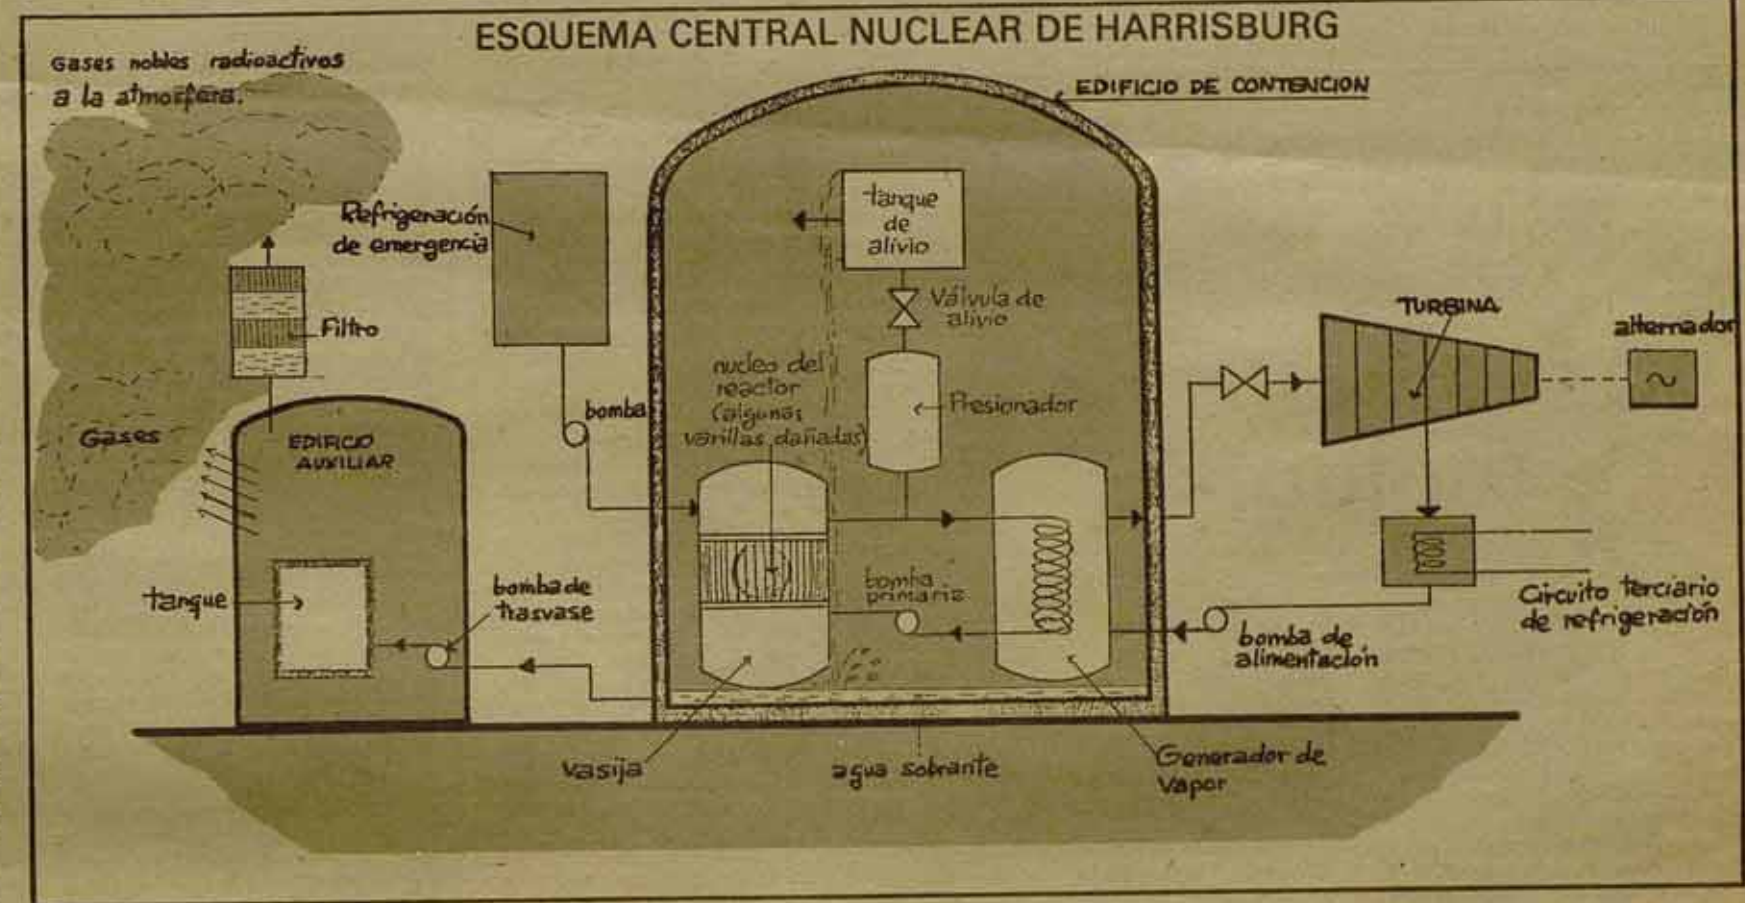 ESQUEMA CENTRAL NUCLEAR DE HARRISBURG
Gases nobles radioactivos
a la atmosfera.
EDIFICIO DE CONTENCION
Refrigeración
de emergencia
tanque
de
alivio
Válvula de
alivio
Filtro
TURBINA
alternador
~
nucleo del
reactor
(algunas
varillas dañadas)
Presionador
bomba
Gases
EDIFICIO
AUXILIAR
tanque
bomba de
trasvase
bomba
primaria
Circuito terciario
de refrigeración
bomba de
alimentación
vasija
agua sobrante
Generador de
vapor